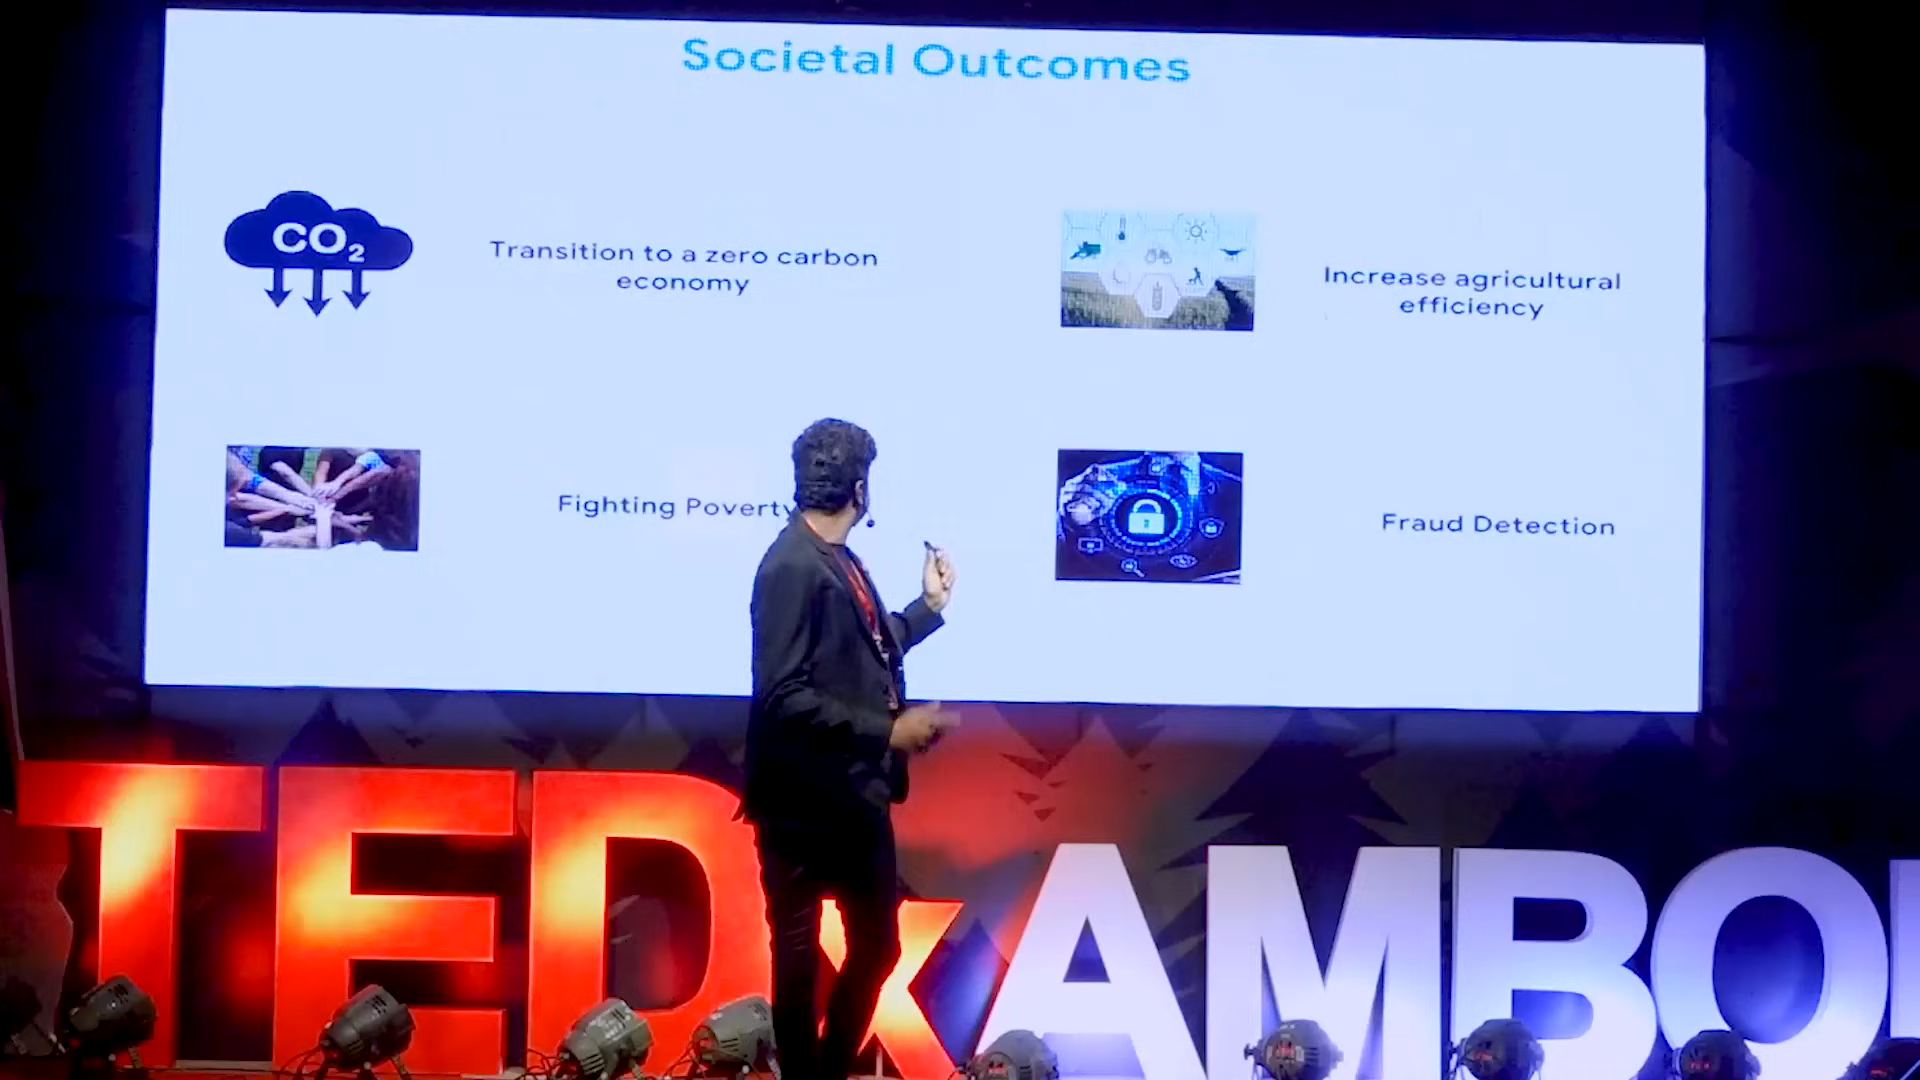 Societal Outcomes
CO2
Transition to a zero carbon
economy
Increase agricultural
efficiency
Fighting Poverty
Fraud Detection
TEDxAMBO